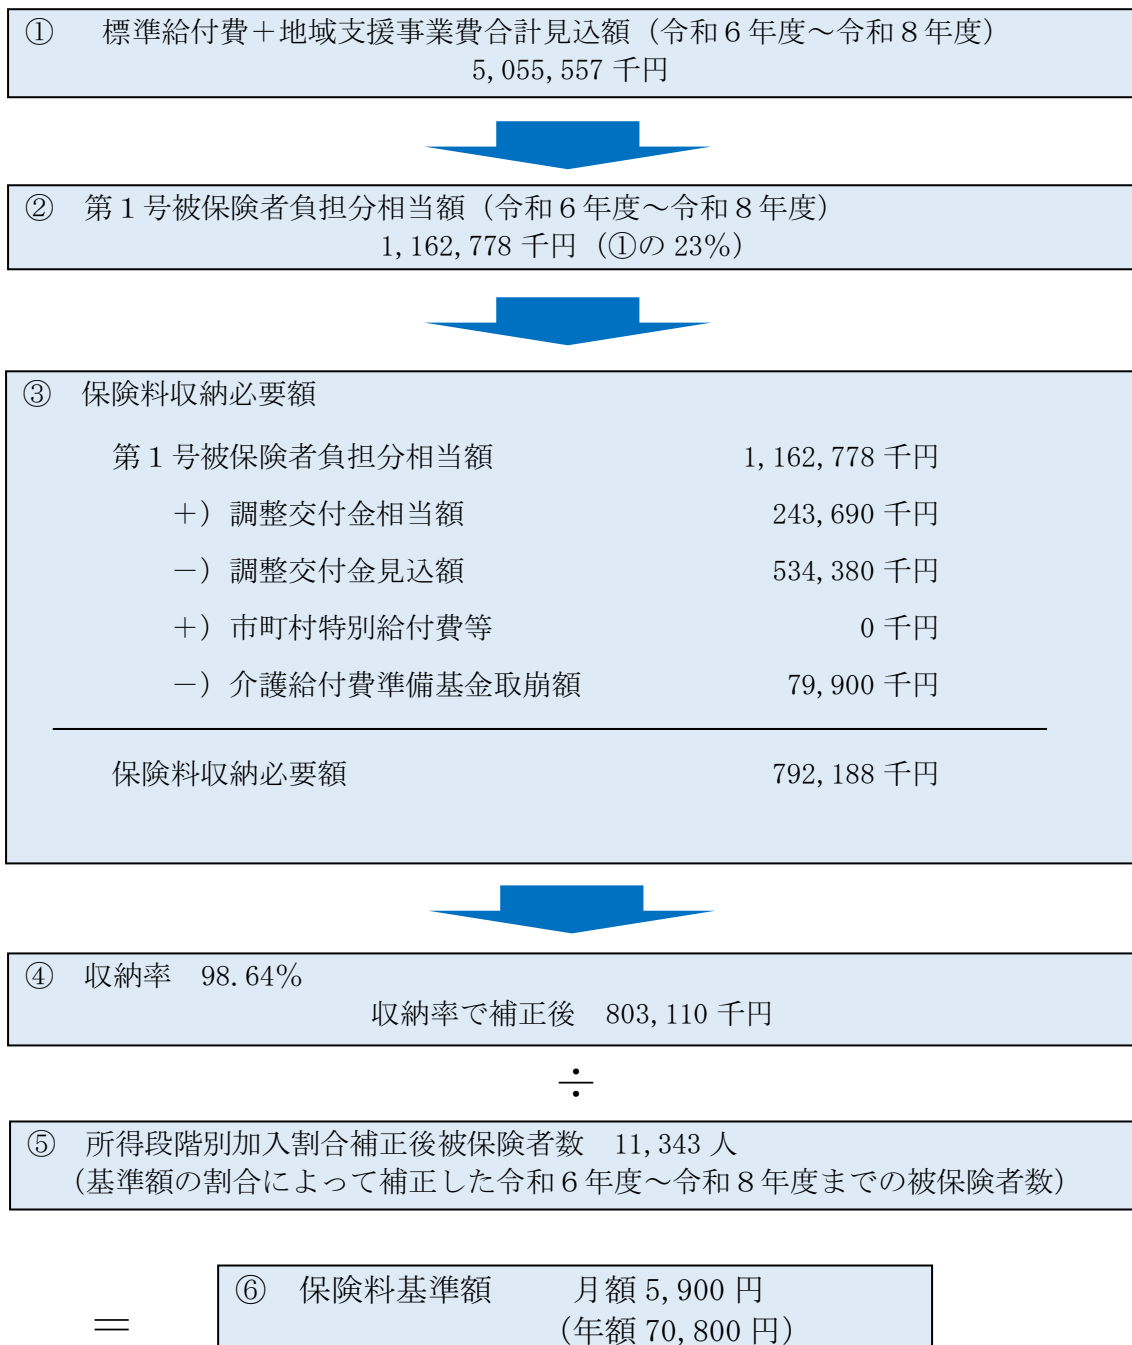 ① 標準給付費＋地域支援事業費合計見込額（令和６年度～令和８年度）
5,055,557 千円
② 第１号被保険者負担分相当額（令和６年度～令和８年度）
1,162,778 千円（①の 23％）
③ 保険料収納必要額
第１号被保険者負担分相当額 1,162,778 千円
＋）調整交付金相当額 243,690 千円
－）調整交付金見込額 534,380 千円
＋）市町村特別給付費等 0 千円
－）介護給付費準備基金取崩額 79,900 千円
保険料収納必要額 792,188 千円
④ 収納率 98.64％
収納率で補正後 803,110 千円
÷
⑤ 所得段階別加入割合補正後被保険者数 11,343 人
（基準額の割合によって補正した令和６年度～令和８年度までの被保険者数）
⑥ 保険料基準額 月額 5,900 円
＝ （年額 70,800 円）